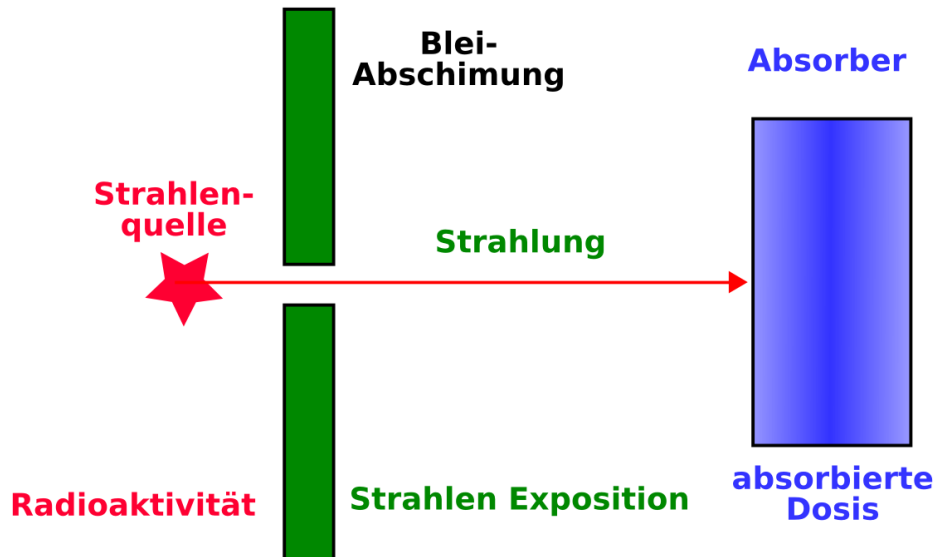 Blei-
Abschimung
Absorber
Strahlen-
quelle
Strahlung
Radioaktivität
Strahlen Exposition
absorbierte
Dosis